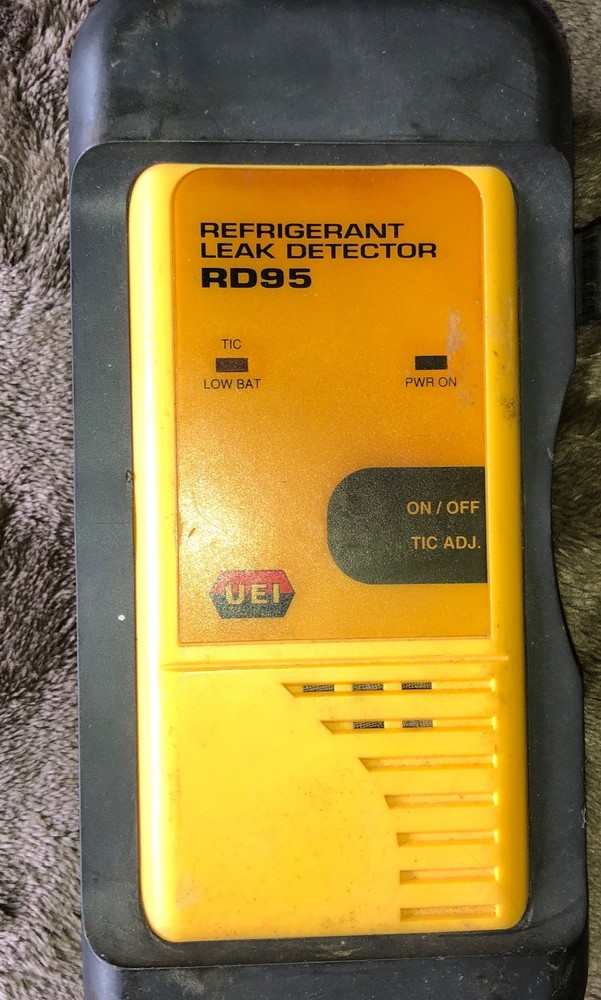 REFRIGERANT
LEAK DETECTOR
RD95
TIC
LOW BAT
PWR ON
ON / OFF
TIC ADJ.
UEI